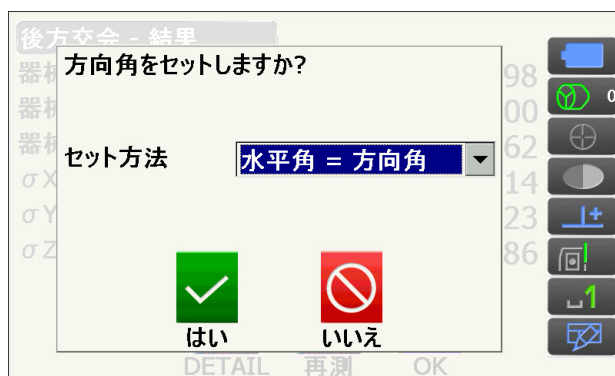 後方交会 - 結果
方向角をセットしますか?
器械
98
器械
00
器械
62
セット方法
水平角 = 方向角
σX
14
σY
23
σZ
86
はい
いいえ
DETAIL
再測
OK
0
1